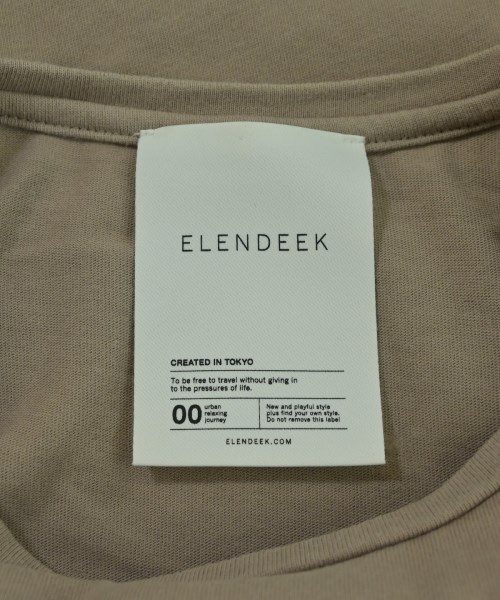 ELENDEEK
CREATED IN TOKYO
To be free to travel without giving in
to the pressures of life.
00
urban
relaxing
journey
New and playful style
plus find your own style.
Do not remove this label
ELENDEEK.COM